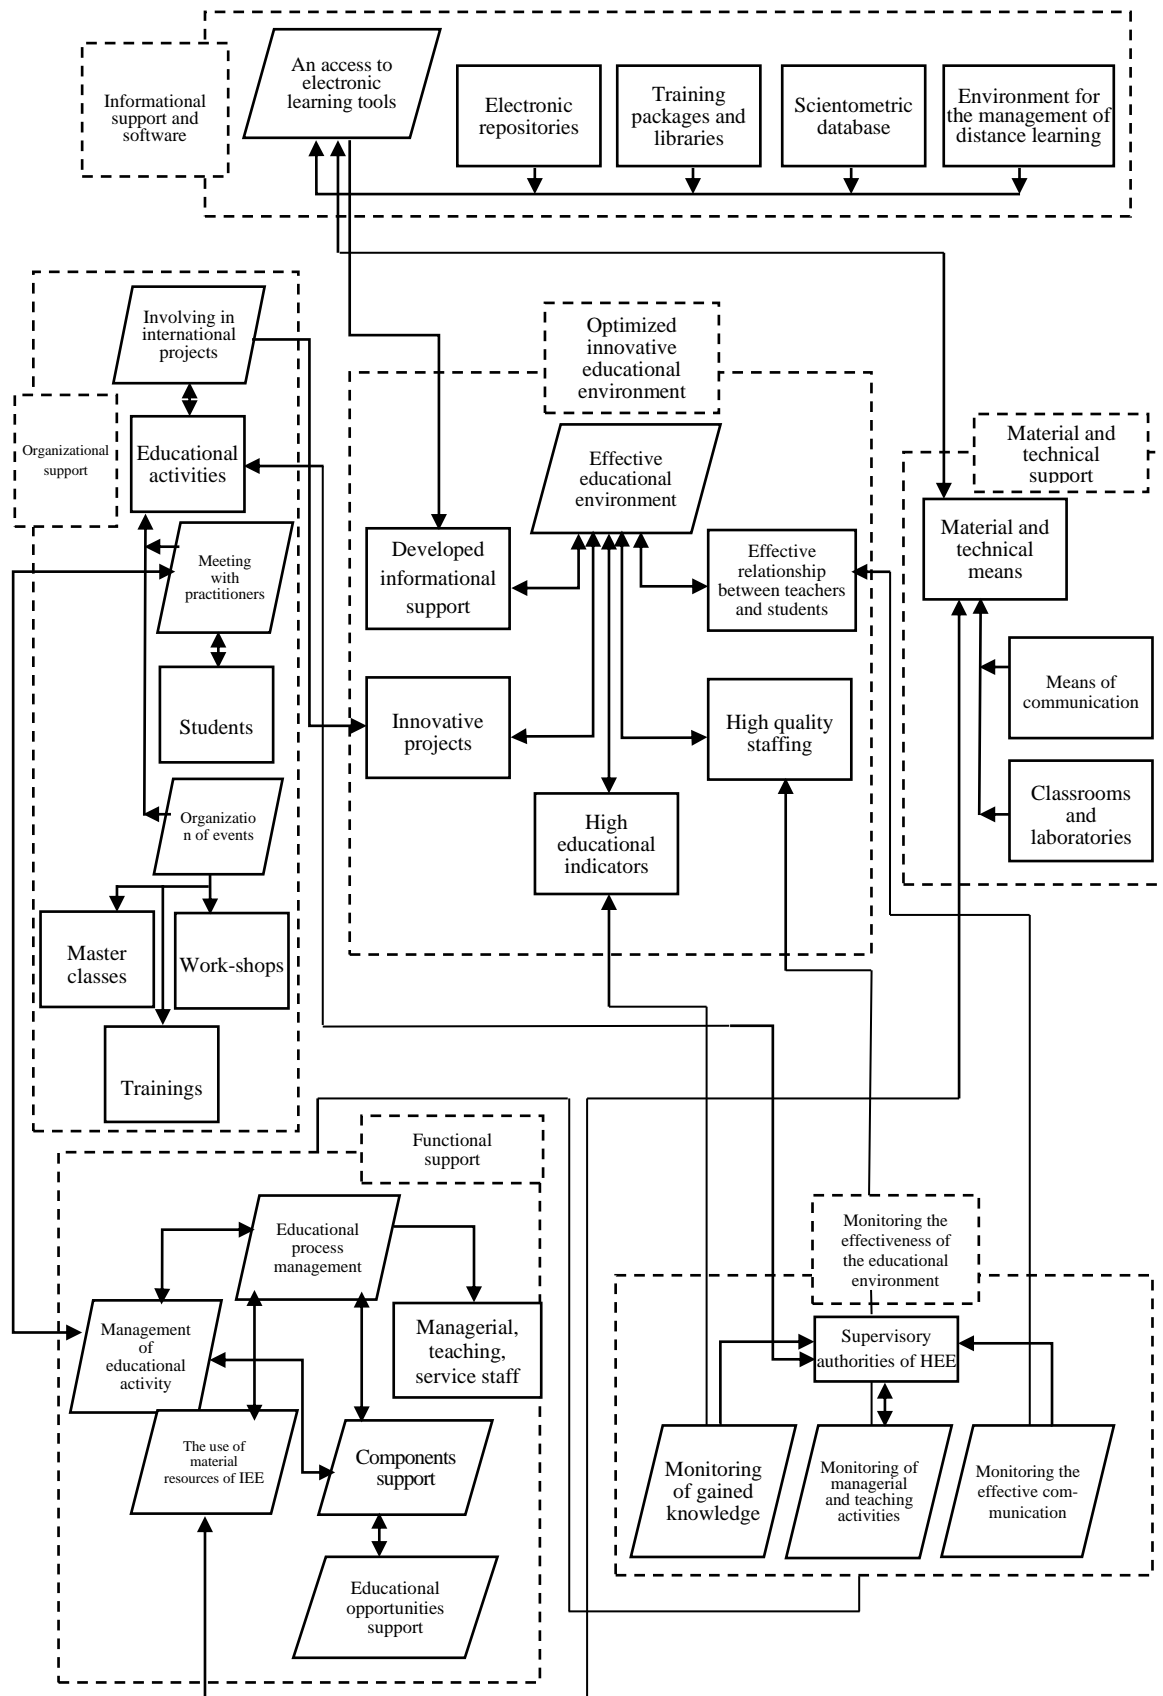 An access to
electronic
learning tools
Informational
support and
software
Electronic
repositories
Training
packages and
libraries
Scientometric
database
Environment for
the management of
distance learning
Involving in
international
projects
Organizational
support
Educational
activities
Meeting
with
practitioners
Students
Organizatio
n of events
Master
classes
Work-shops
Trainings
Optimized
innovative
educational
environment
Effective
educational
environment
Developed
informational
support
Effective
relationship
between teachers
and students
Innovative
projects
High quality
staffing
High
educational
indicators
Material and
technical
support
Material and
technical
means
Means of
communication
Classrooms
and
laboratories
Functional
support
Educational
process
management
Management
of
educational
activity
Managerial,
teaching,
service staff
The use of
material
resources of IEE
Components
support
Educational
opportunities
support
Monitoring the
effectiveness of
the educational
environment
Supervisory
authorities of HEE
Monitoring
of gained
knowledge
Monitoring of
managerial
and teaching
activities
Monitoring the
effective com-
munication